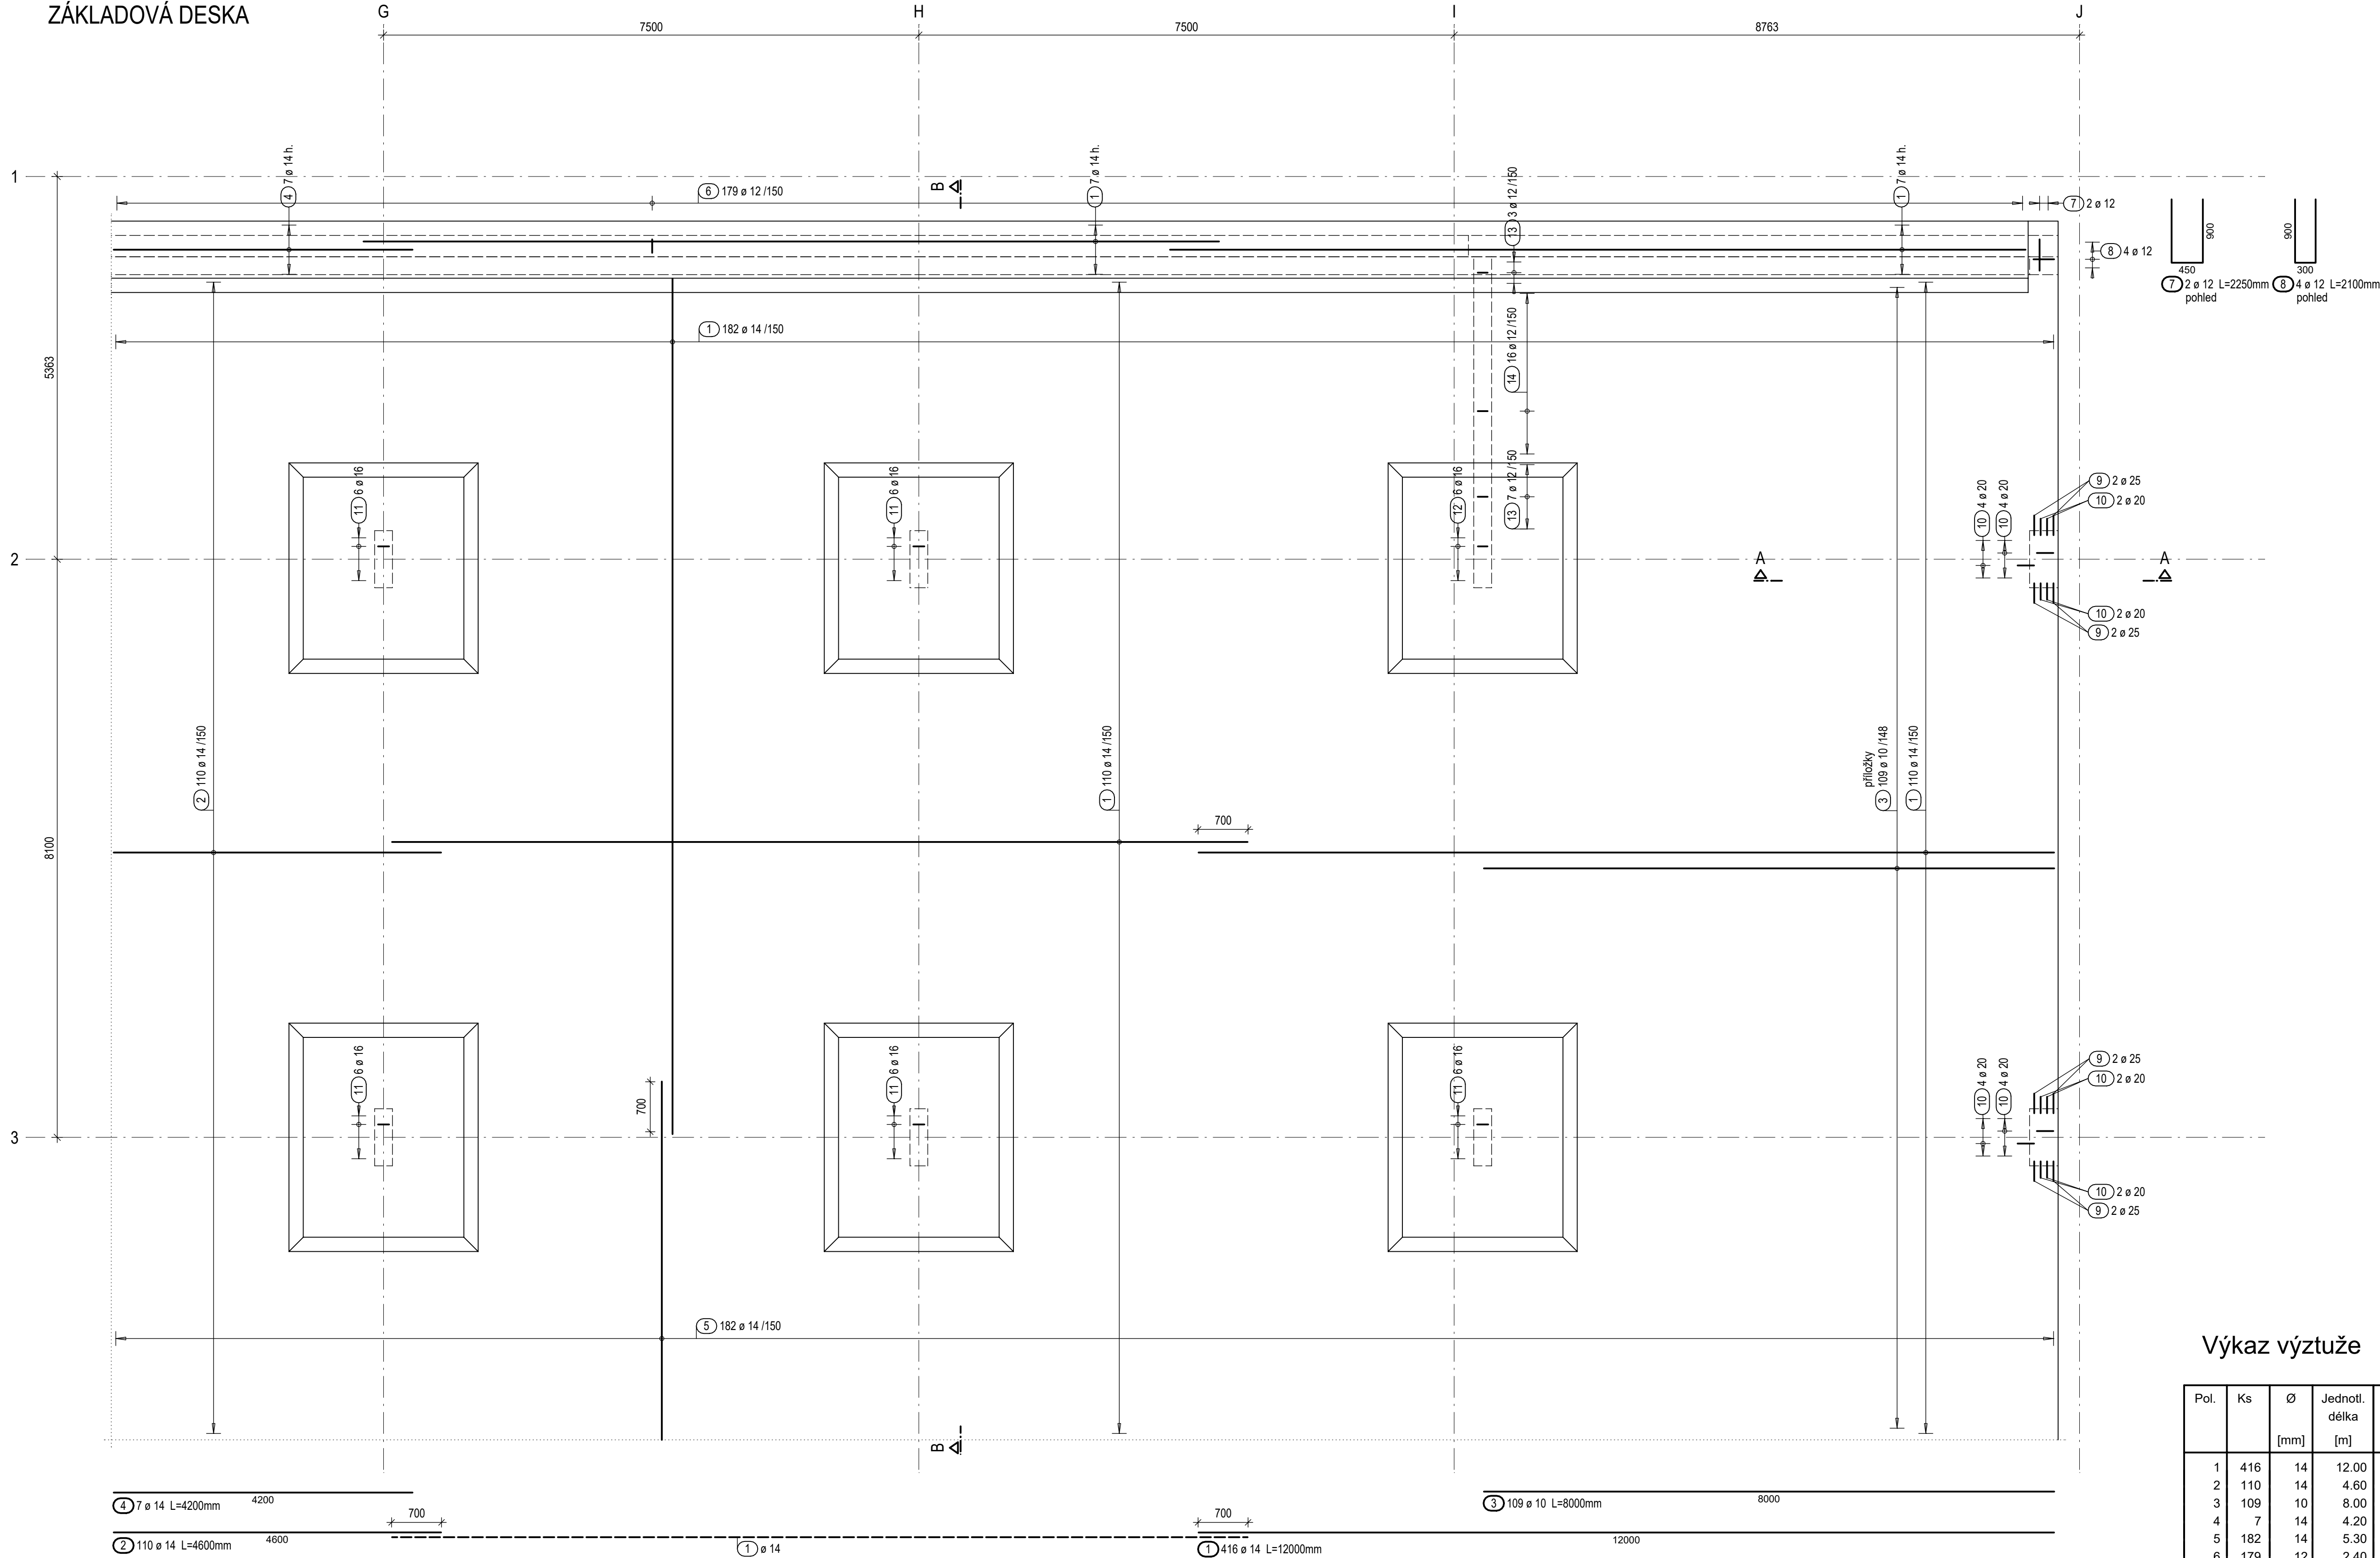 ZÁKLADOVÁ DESKA
G
H
I
J
7500
7500
8763
1
4 7 ø 14 h.
6 179 ø 12 /150
B
1 7 ø 14 h.
13 3 ø 12 /150
1 7 ø 14 h.
7 2 ø 12
8 4 ø 12
900
450
7 2 ø 12 L=2250mm
pohled
900
300
8 4 ø 12 L=2100mm
pohled
1 182 ø 14 /150
5363
14 16 ø 12 /150
11 6 ø 16
11 6 ø 16
12 6 ø 16
13 7 ø 12 /150
10 4 ø 20
10 4 ø 20
9 2 ø 25
10 2 ø 20
2
A
A
10 2 ø 20
9 2 ø 25
2 110 ø 14 /150
1 110 ø 14 /150
příložky
3 109 ø 10 /148
1 110 ø 14 /150
700
8100
11 6 ø 16
11 6 ø 16
11 6 ø 16
10 4 ø 20
10 4 ø 20
9 2 ø 25
10 2 ø 20
700
3
10 2 ø 20
9 2 ø 25
5 182 ø 14 /150
B
4200
4 7 ø 14 L=4200mm
700
700
8000
3 109 ø 10 L=8000mm
4600
2 110 ø 14 L=4600mm
1 ø 14
12000
1 416 ø 14 L=12000mm
Výkaz výztuže
Pol. Ks Ø Jednotl.
délka
[mm] [m]
1 416 14 12.00
2 110 14 4.60
3 109 10 8.00
4 7 14 4.20
5 182 14 5.30
6 179 12 2.40